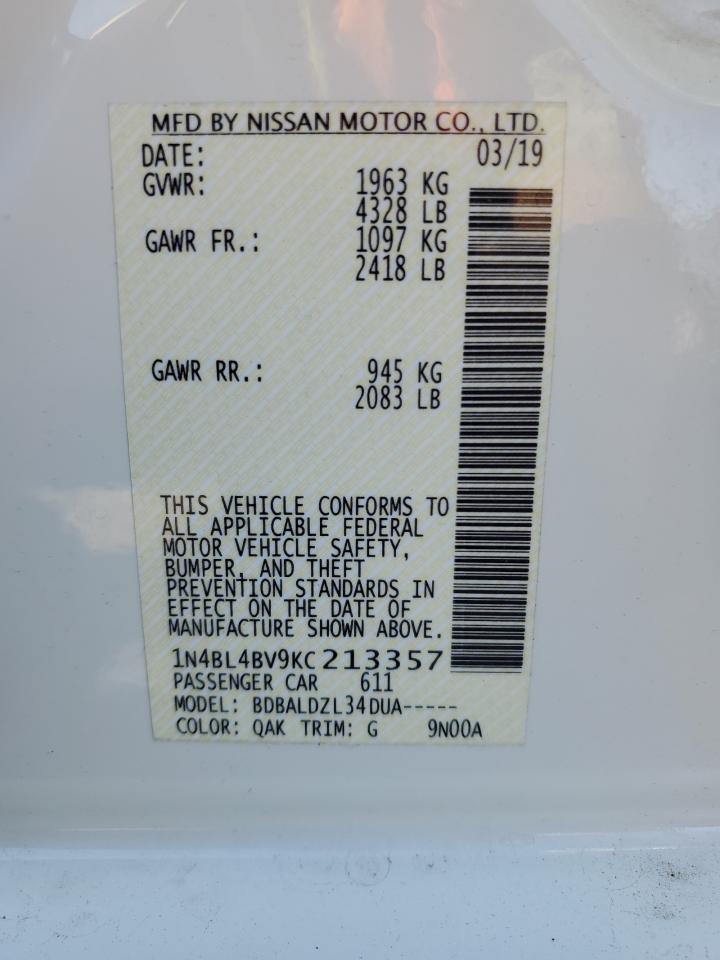 MFD BY NISSAN MOTOR CO., LTD.
DATE: 03/19
GVWR: 1963 KG
4328 LB
GAWR FR.: 1097 KG
2418 LB
GAWR RR.: 945 KG
2083 LB
THIS VEHICLE CONFORMS TO
ALL APPLICABLE FEDERAL
MOTOR VEHICLE SAFETY,
BUMPER, AND THEFT
PREVENTION STANDARDS IN
EFFECT ON THE DATE OF
MANUFACTURE SHOWN ABOVE.
1N4BL4BV9KC213357
PASSENGER CAR 611
MODEL: BDBALDZL34DUA-----
COLOR: QAK TRIM: G 9N00A